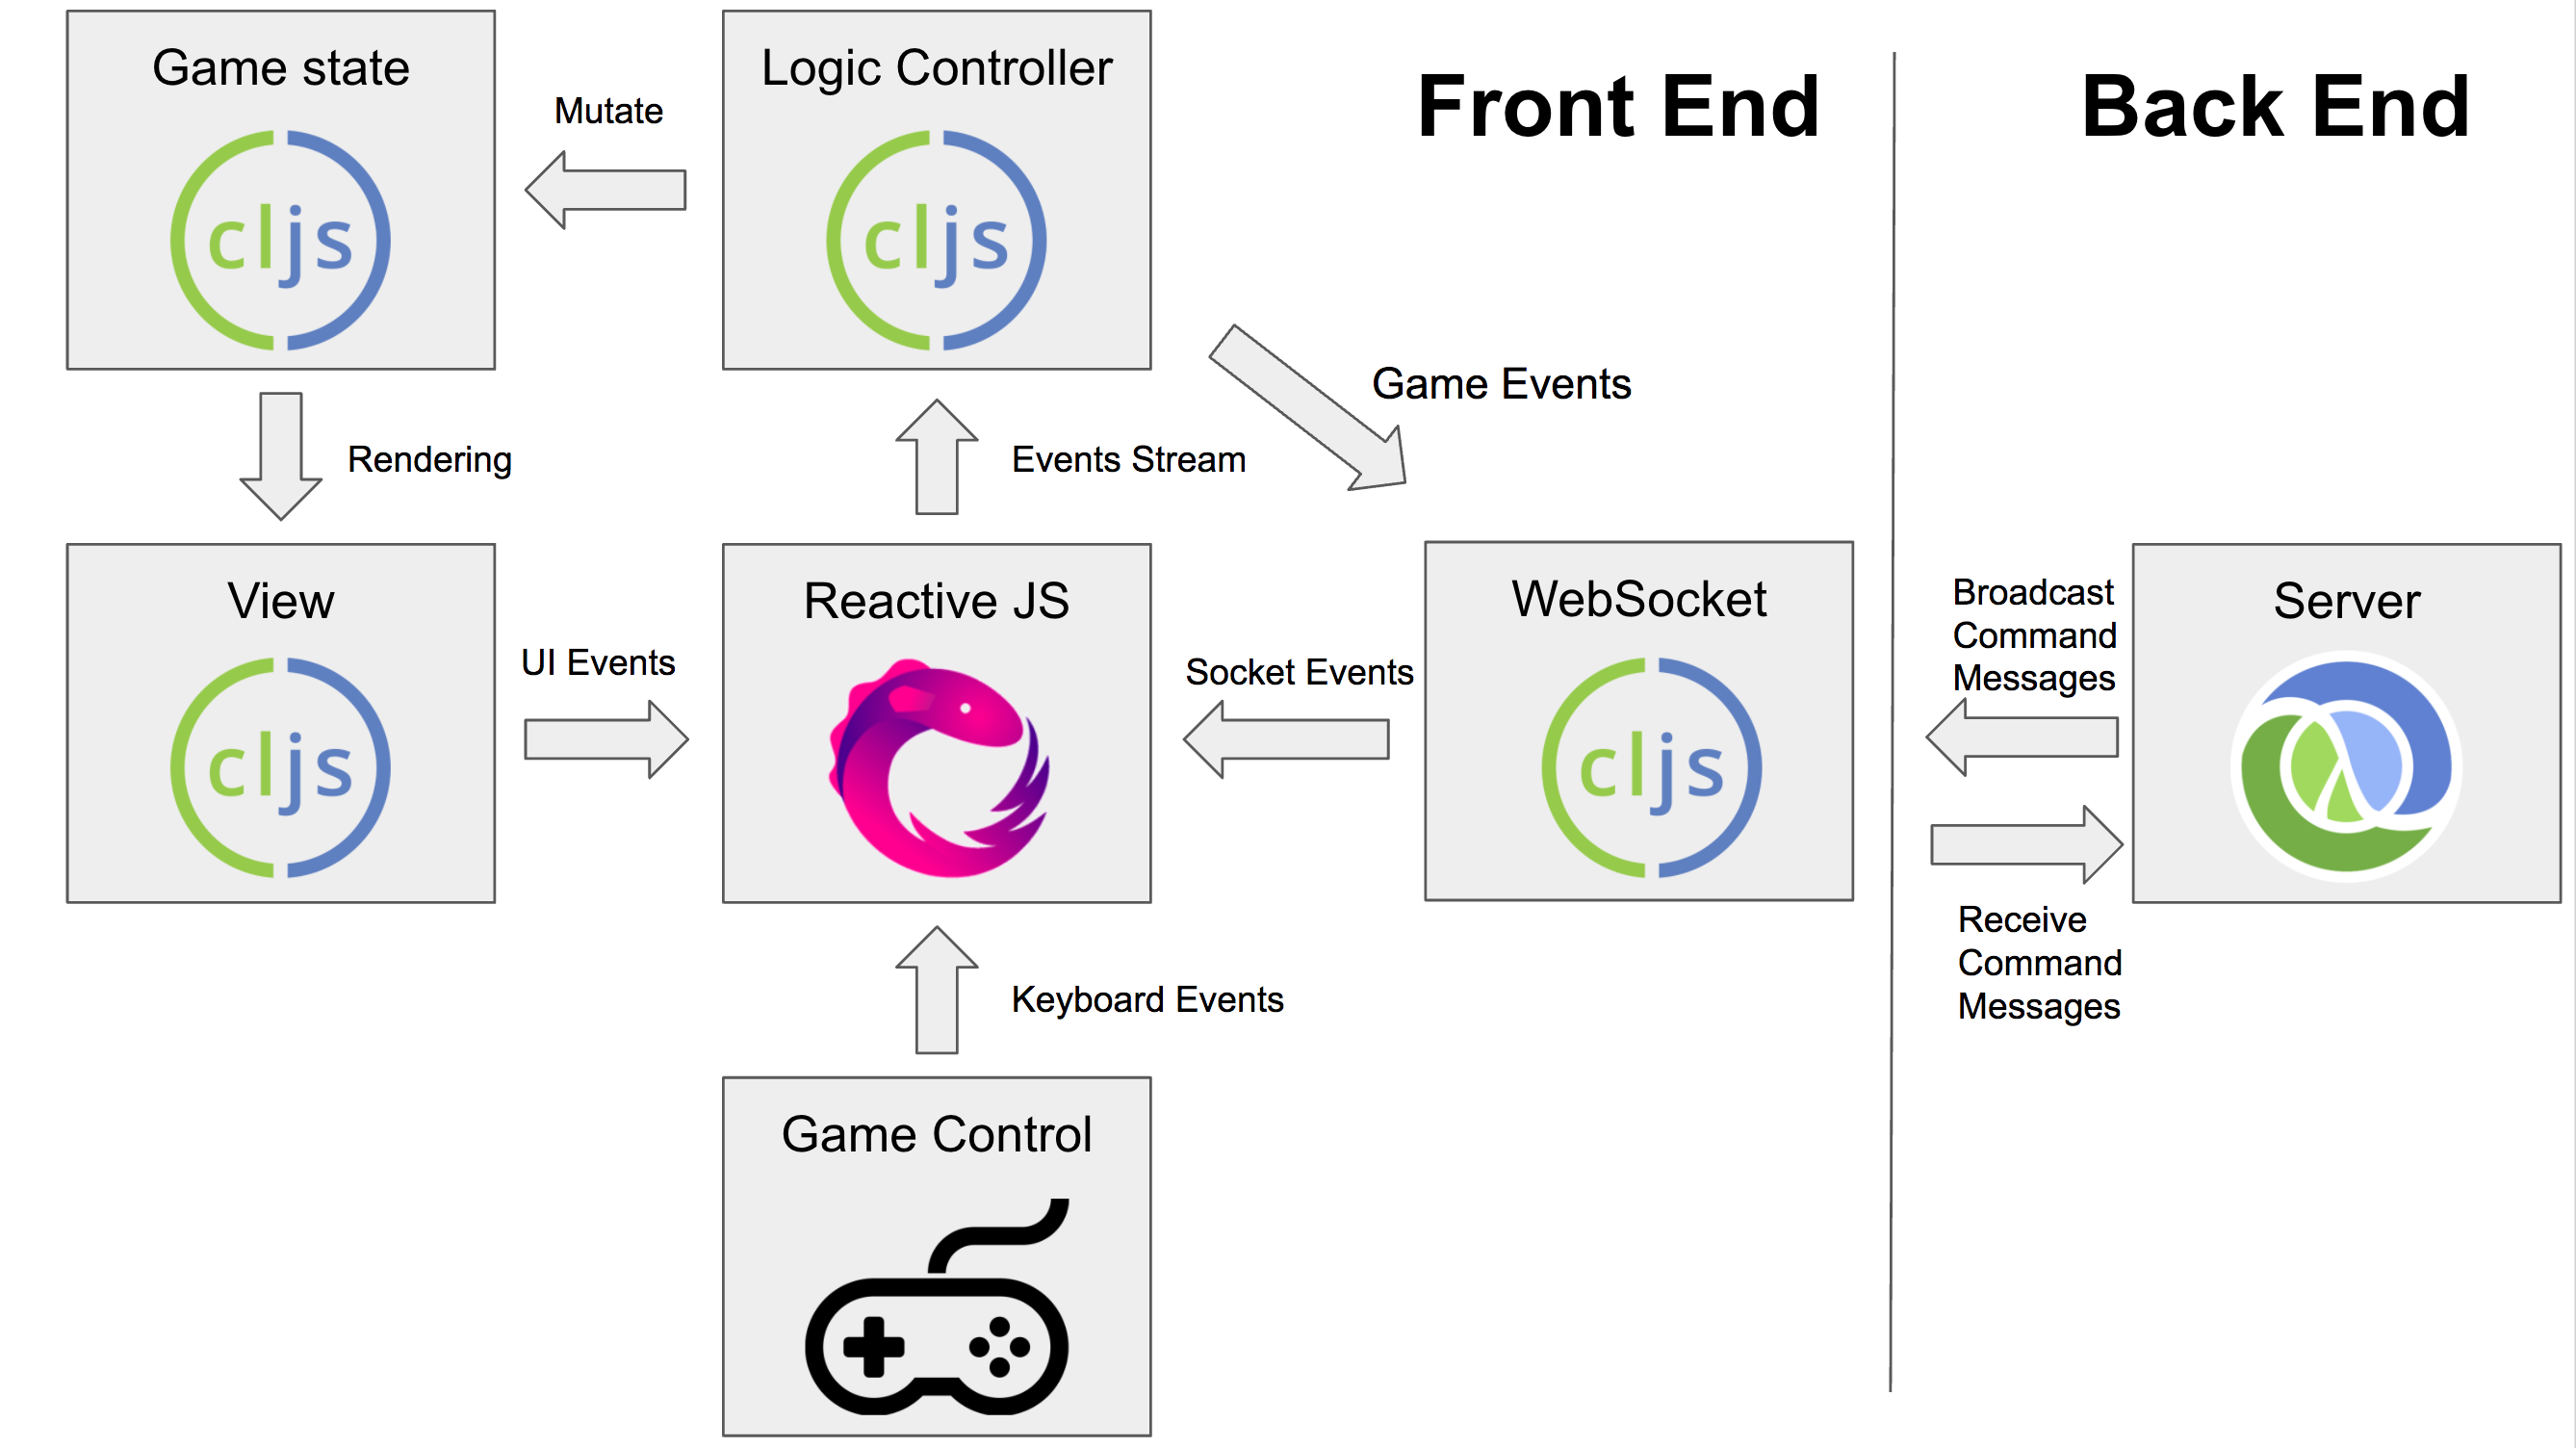 Game state
cljs
Mutate
Logic Controller
cljs
Front End
Back End
Rendering
Events Stream
Game Events
View
cljs
UI Events
Reactive JS
Socket Events
WebSocket
cljs
Broadcast
Command
Messages
Server
Receive
Command
Messages
Keyboard Events
Game Control